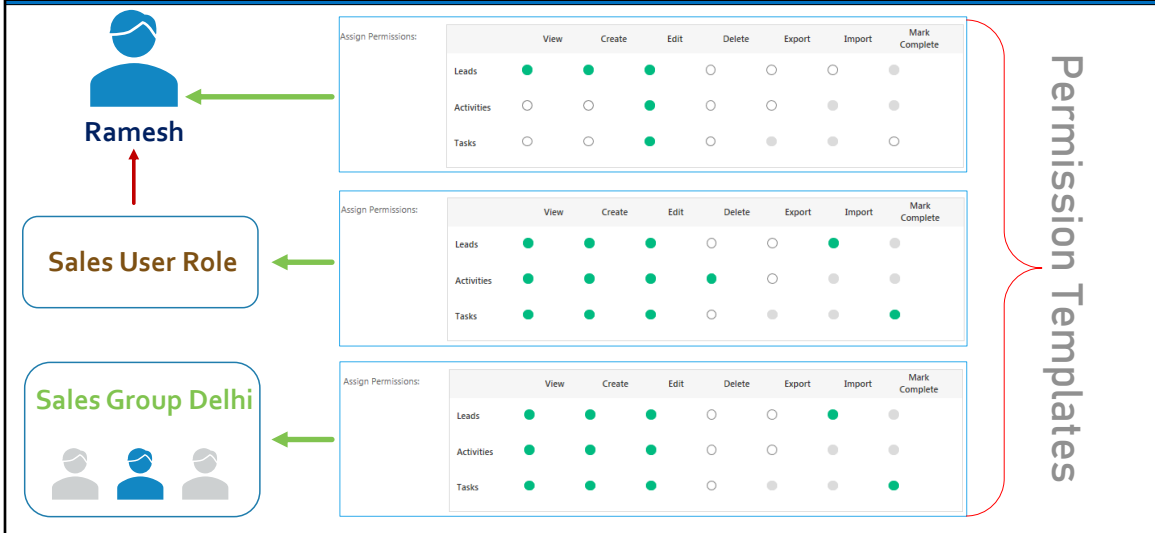 Assign Permissions:
View Create Edit Delete Export Import Mark Complete
Leads
Activities
Tasks
Ramesh
Assign Permissions:
View Create Edit Delete Export Import Mark Complete
Leads
Activities
Tasks
Sales User Role
Assign Permissions:
View Create Edit Delete Export Import Mark Complete
Leads
Activities
Tasks
Sales Group Delhi
Permission Templates